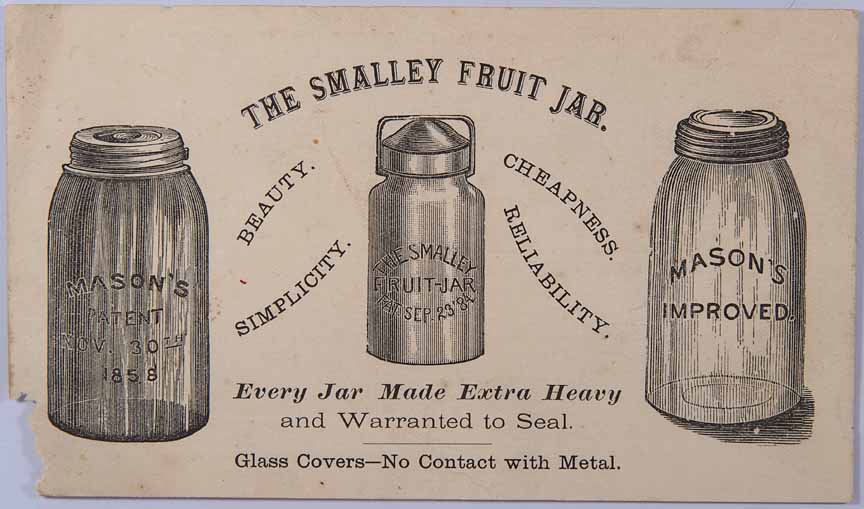 THE SMALLEY FRUIT JAR.
BEAUTY.
SIMPLICITY.
CHEAPNESS.
RELIABILITY.
MASON'S
PATENT
NOV. 30TH
1858
THE SMALLEY
FRUIT-JAR
PAT SEP. 23 '84
MASON'S
IMPROVED.
Every Jar Made Extra Heavy
and Warranted to Seal.
Glass Covers—No Contact with Metal.